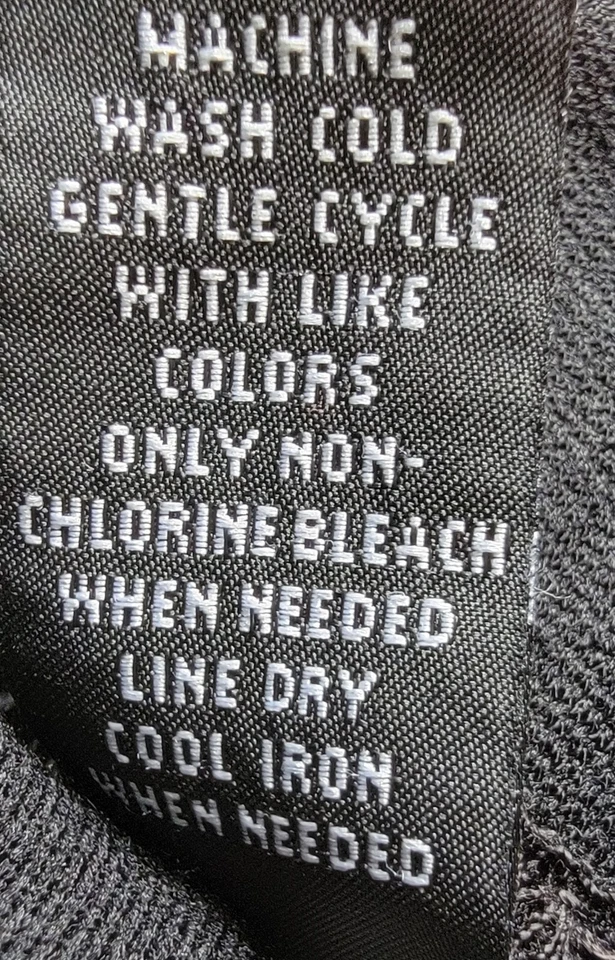 MACHINE
WASH COLD
GENTLE CYCLE
WITH LIKE
COLORS
ONLY NON-
CHLORINE BLEACH
WHEN NEEDED
LINE DRY
COOL IRON
WHEN NEEDED